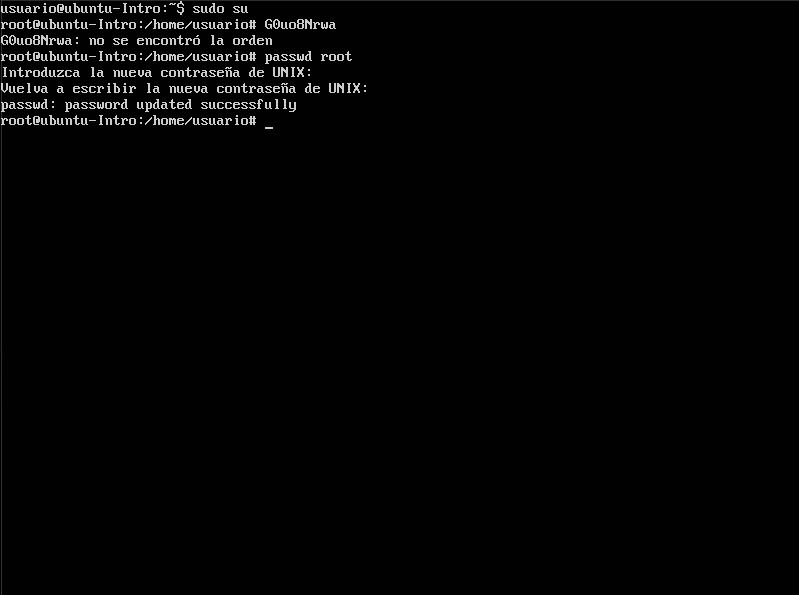 usuario@ubuntu-Intro:~$ sudo su
root@ubuntu-Intro:/home/usuario# G0uo8Nrwa
G0uo8Nrwa: no se encontró la orden
root@ubuntu-Intro:/home/usuario# passwd root
Introduzca la nueva contraseña de UNIX:
Vuelva a escribir la nueva contraseña de UNIX:
passwd: password updated successfully
root@ubuntu-Intro:/home/usuario# _